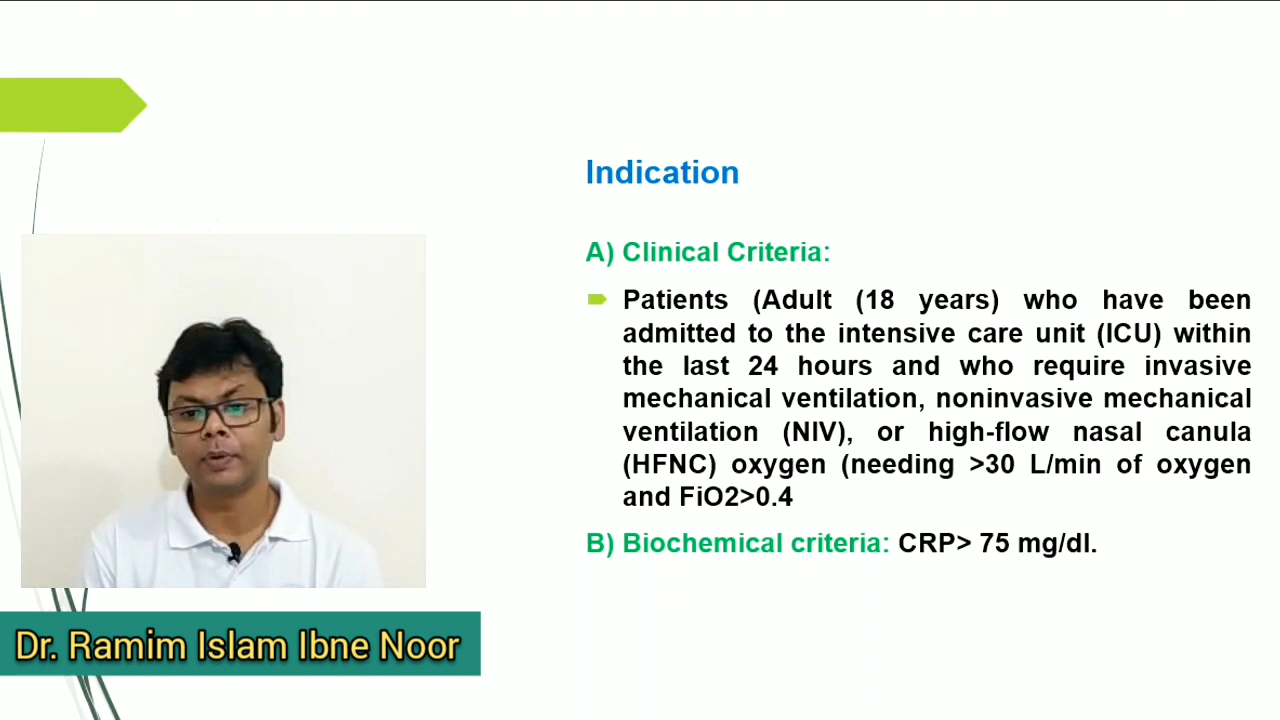 Indication
A) Clinical Criteria:
Patients (Adult (18 years) who have been
admitted to the intensive care unit (ICU) within
the last 24 hours and who require invasive
mechanical ventilation, noninvasive mechanical
ventilation (NIV), or high-flow nasal canula
(HFNC) oxygen (needing >30 L/min of oxygen
and FiO2>0.4
B) Biochemical criteria: CRP> 75 mg/dl.
Dr. Ramim Islam Ibne Noor